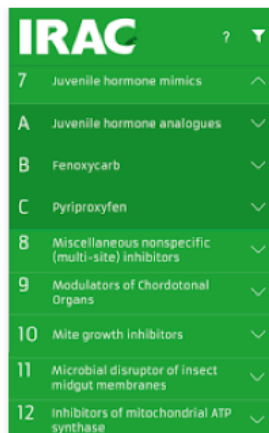 IRAC
?
7 Juvenile hormone mimics
A Juvenile hormone analogues
B Fenoxycarb
C Pyriproxyfen
8 Miscellaneous nonspecific
(multi-site) inhibitors
9 Modulators of Chordotonal
Organs
10 Mite growth inhibitors
11 Microbial disruptor of insect
midgut membranes
12 Inhibitors of mitochondrial ATP
synthase